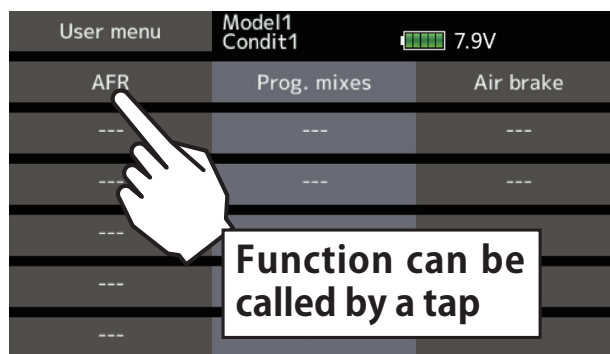 User menu
Model1
Condit1
7.9V
AFR Prog. mixes Air brake
--- --- ---
--- --- ---
---
Function can be
called by a tap
---
---